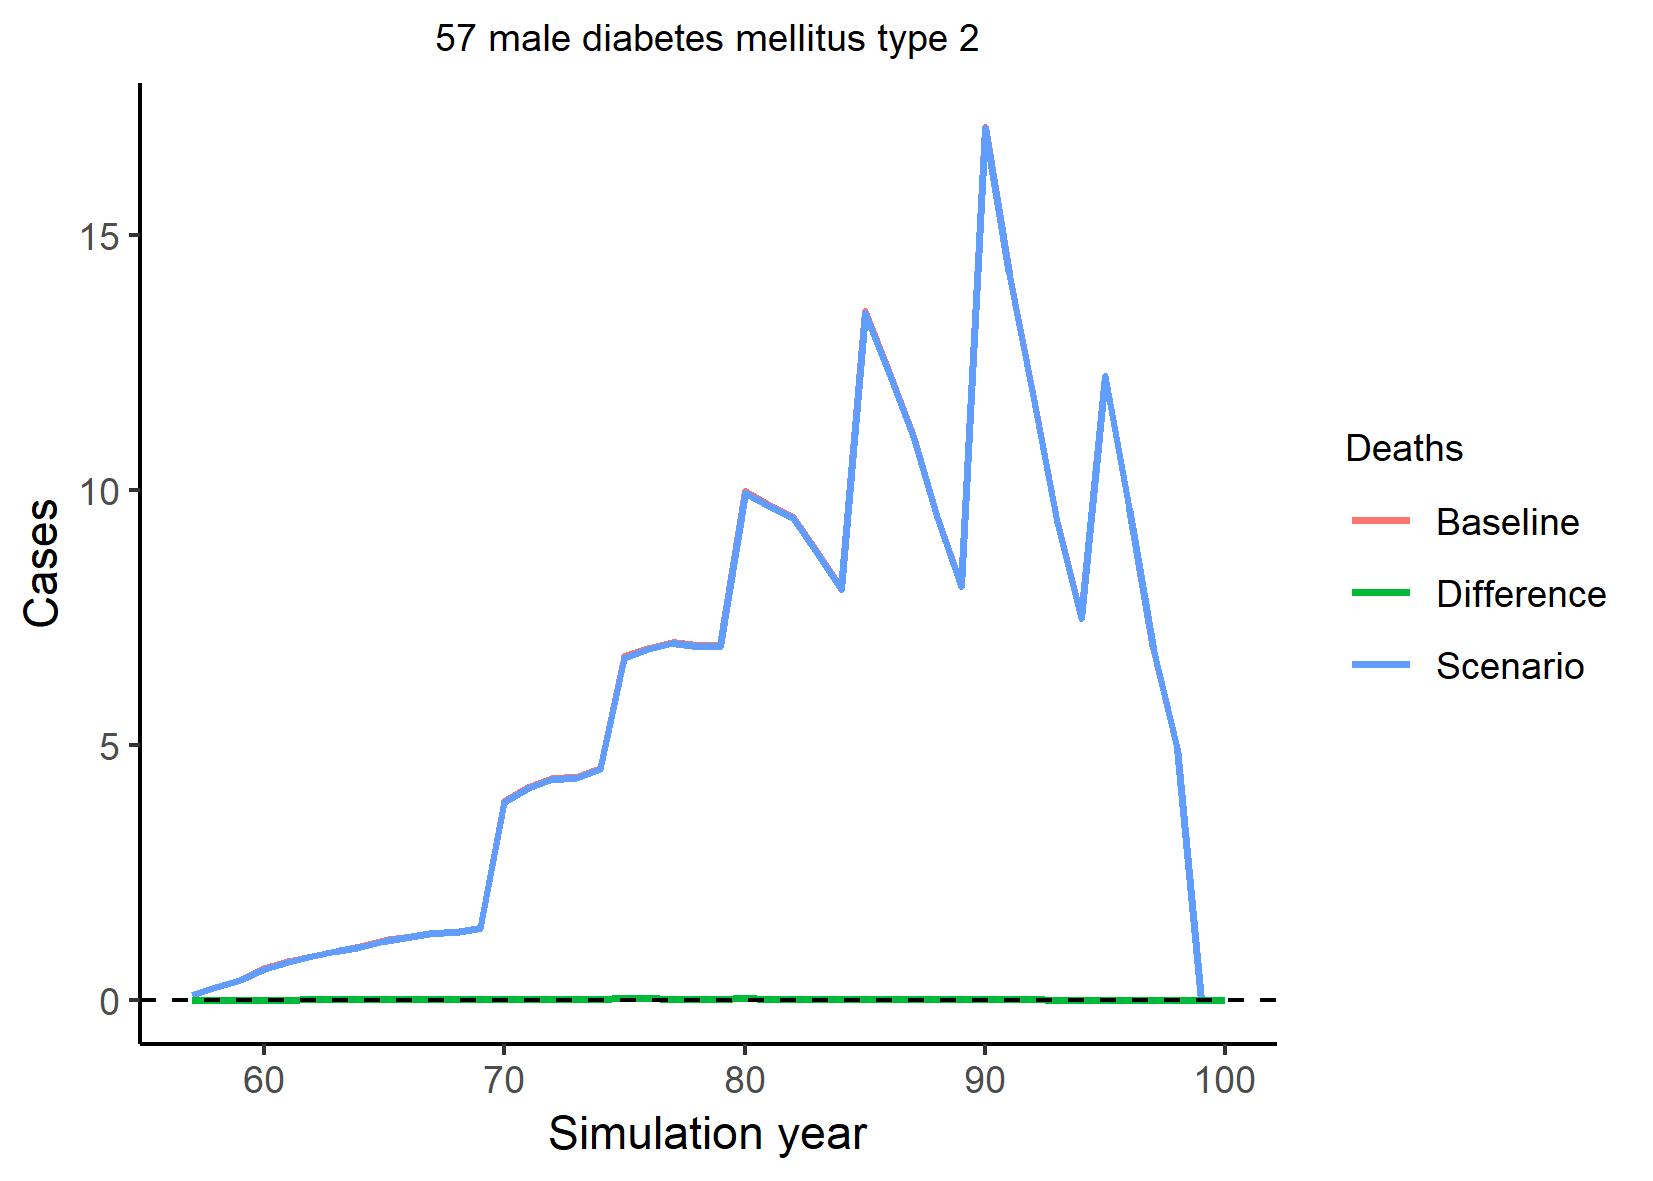 57 male diabetes mellitus type 2
Cases
15
10
5
0
60 70 80 90 100
Simulation year
Deaths
Baseline
Difference
Scenario